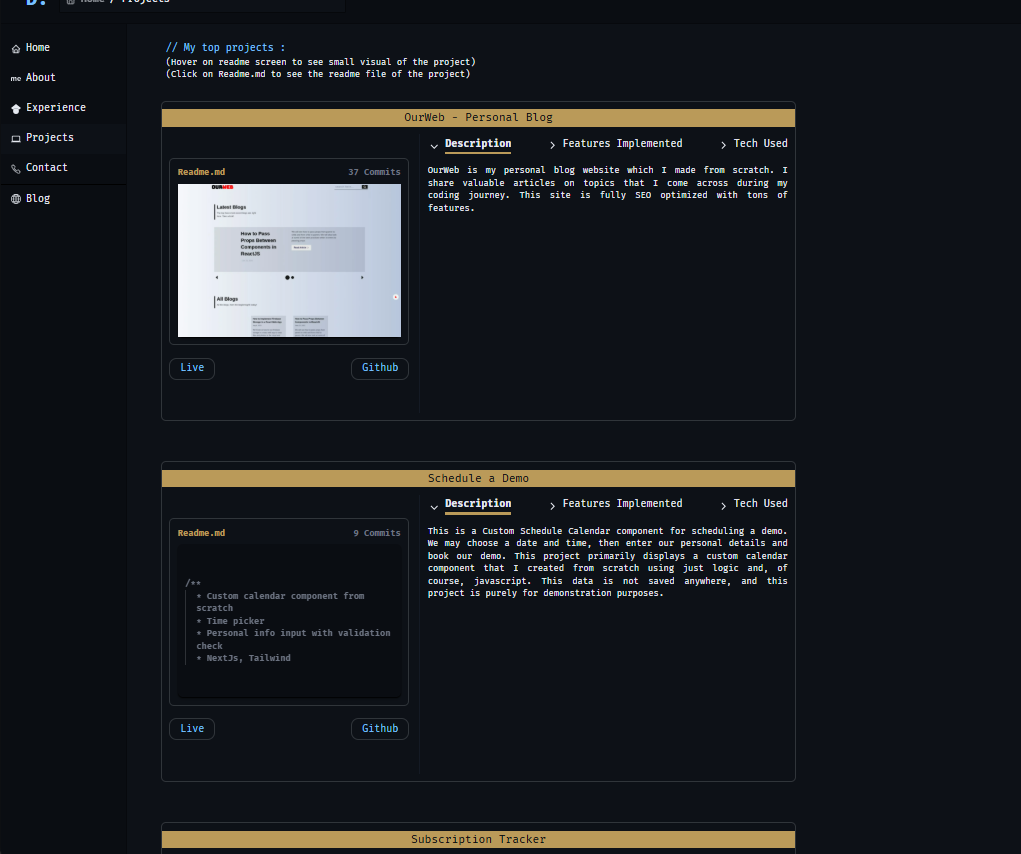 D.
Home / Projects
Home
About
Experience
Projects
Contact
Blog
// My top projects :
(Hover on readme screen to see small visual of the project)
(Click on Readme.md to see the readme file of the project)
OurWeb - Personal Blog
Readme.md 37 Commits
OURWEB
Latest Blogs
How to Pass
Props Between
Components in
ReactJS
All Blogs
Live Github
Description Features Implemented Tech Used
OurWeb is my personal blog website which I made from scratch. I
share valuable articles on topics that I come across during my
coding journey. This site is fully SEO optimized with tons of
features.
Schedule a Demo
Readme.md 9 Commits
/**
* Custom calendar component from
scratch
* Time picker
* Personal info input with validation
check
* NextJs, Tailwind
Live Github
Description Features Implemented Tech Used
This is a Custom Schedule Calendar component for scheduling a demo.
We may choose a date and time, then enter our personal details and
book our demo. This project primarily displays a custom calendar
component that I created from scratch using just logic and, of
course, javascript. This data is not saved anywhere, and this
project is purely for demonstration purposes.
Subscription Tracker